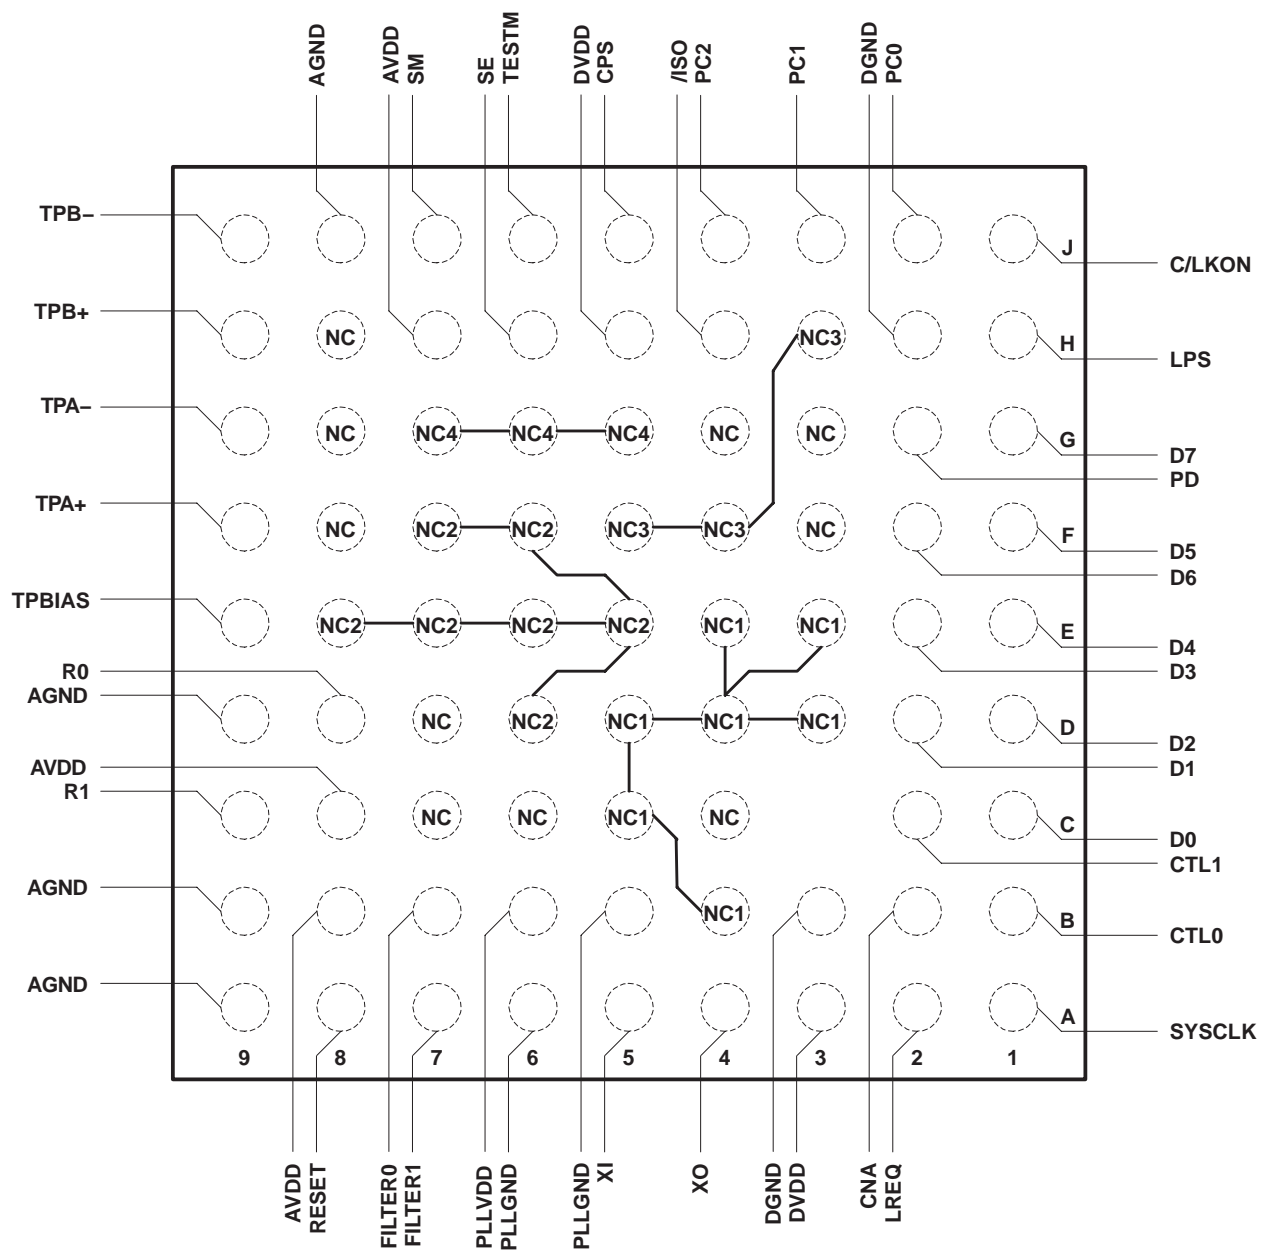 AGND
AVDD
SM
SE
TESTM
DVDD
CPS
/ISO
PC2
PC1
DGND
PC0
TPB–
J
C/LKON
TPB+
NC
NC3
H
LPS
TPA–
NC
NC4
NC4
NC4
NC
NC
G
D7
PD
TPA+
NC
NC2
NC2
NC3
NC3
NC
F
D5
D6
TPBIAS
NC2
NC2
NC2
NC2
NC1
NC1
E
D4
D3
R0
AGND
NC
NC2
NC1
NC1
NC1
D
D2
D1
AVDD
R1
NC
NC
NC1
NC
C
D0
CTL1
AGND
NC1
B
CTL0
AGND
A
SYSCLK
9
8
7
6
5
4
3
2
1
AVDD
RESET
FILTER0
FILTER1
PLLVDD
PLLGND
PLLGND
XI
XO
DGND
DVDD
CNA
LREQ